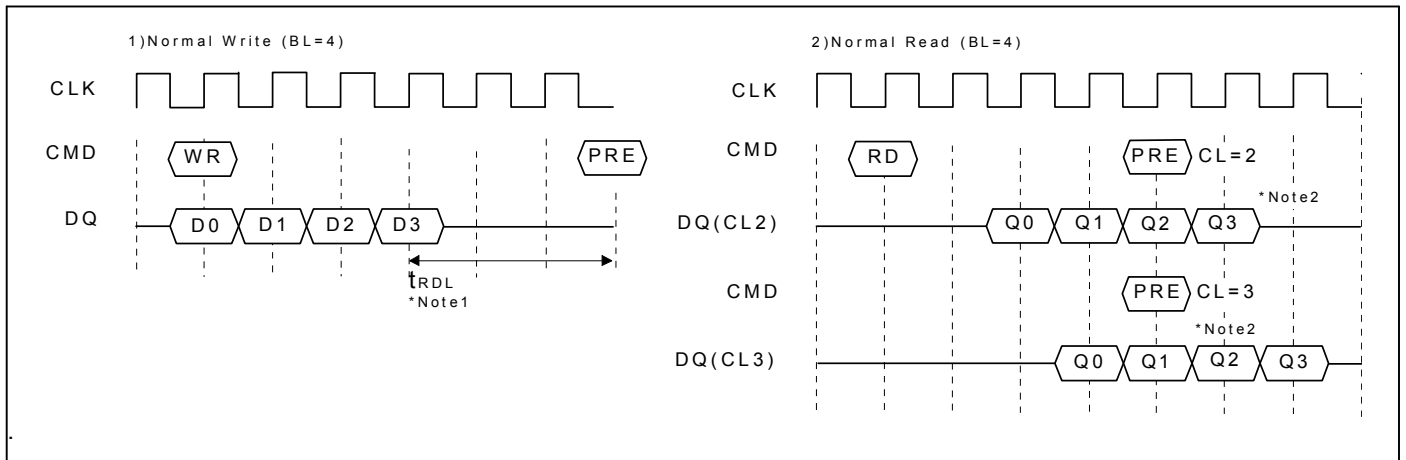 1)Normal Write (BL=4)
CLK
CMD WR PRE
DQ D0 D1 D2 D3
tRDL
*Note1
2)Normal Read (BL=4)
CLK
CMD RD PRE CL=2
*Note2
DQ(CL2) Q0 Q1 Q2 Q3
CMD PRE CL=3
*Note2
DQ(CL3) Q0 Q1 Q2 Q3
.